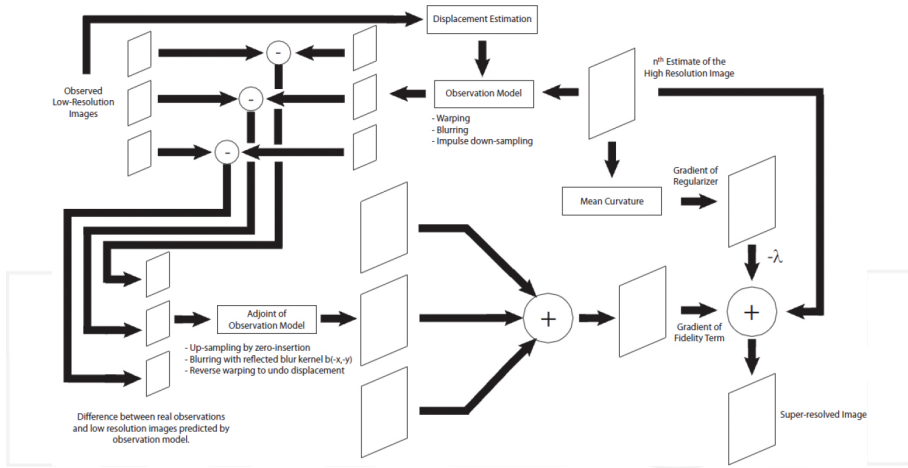 Displacement Estimation
-
nth Estimate of the
High Resolution Image
Observed
Low-Resolution
Images
-
Observation Model
- Warping
- Blurring
- Impulse down-sampling
-
Gradient of
Regularizer
Mean Curvature
-λ
Adjoint of
Observation Model
+
+
Gradient of
Fidelity Term
- Up-sampling by zero-insertion
- Blurring with reflected blur kernel b(-x,-y)
- Reverse warping to undo displacement
Difference between real observations
and low resolution images predicted by
observation model.
Super-resolved Image